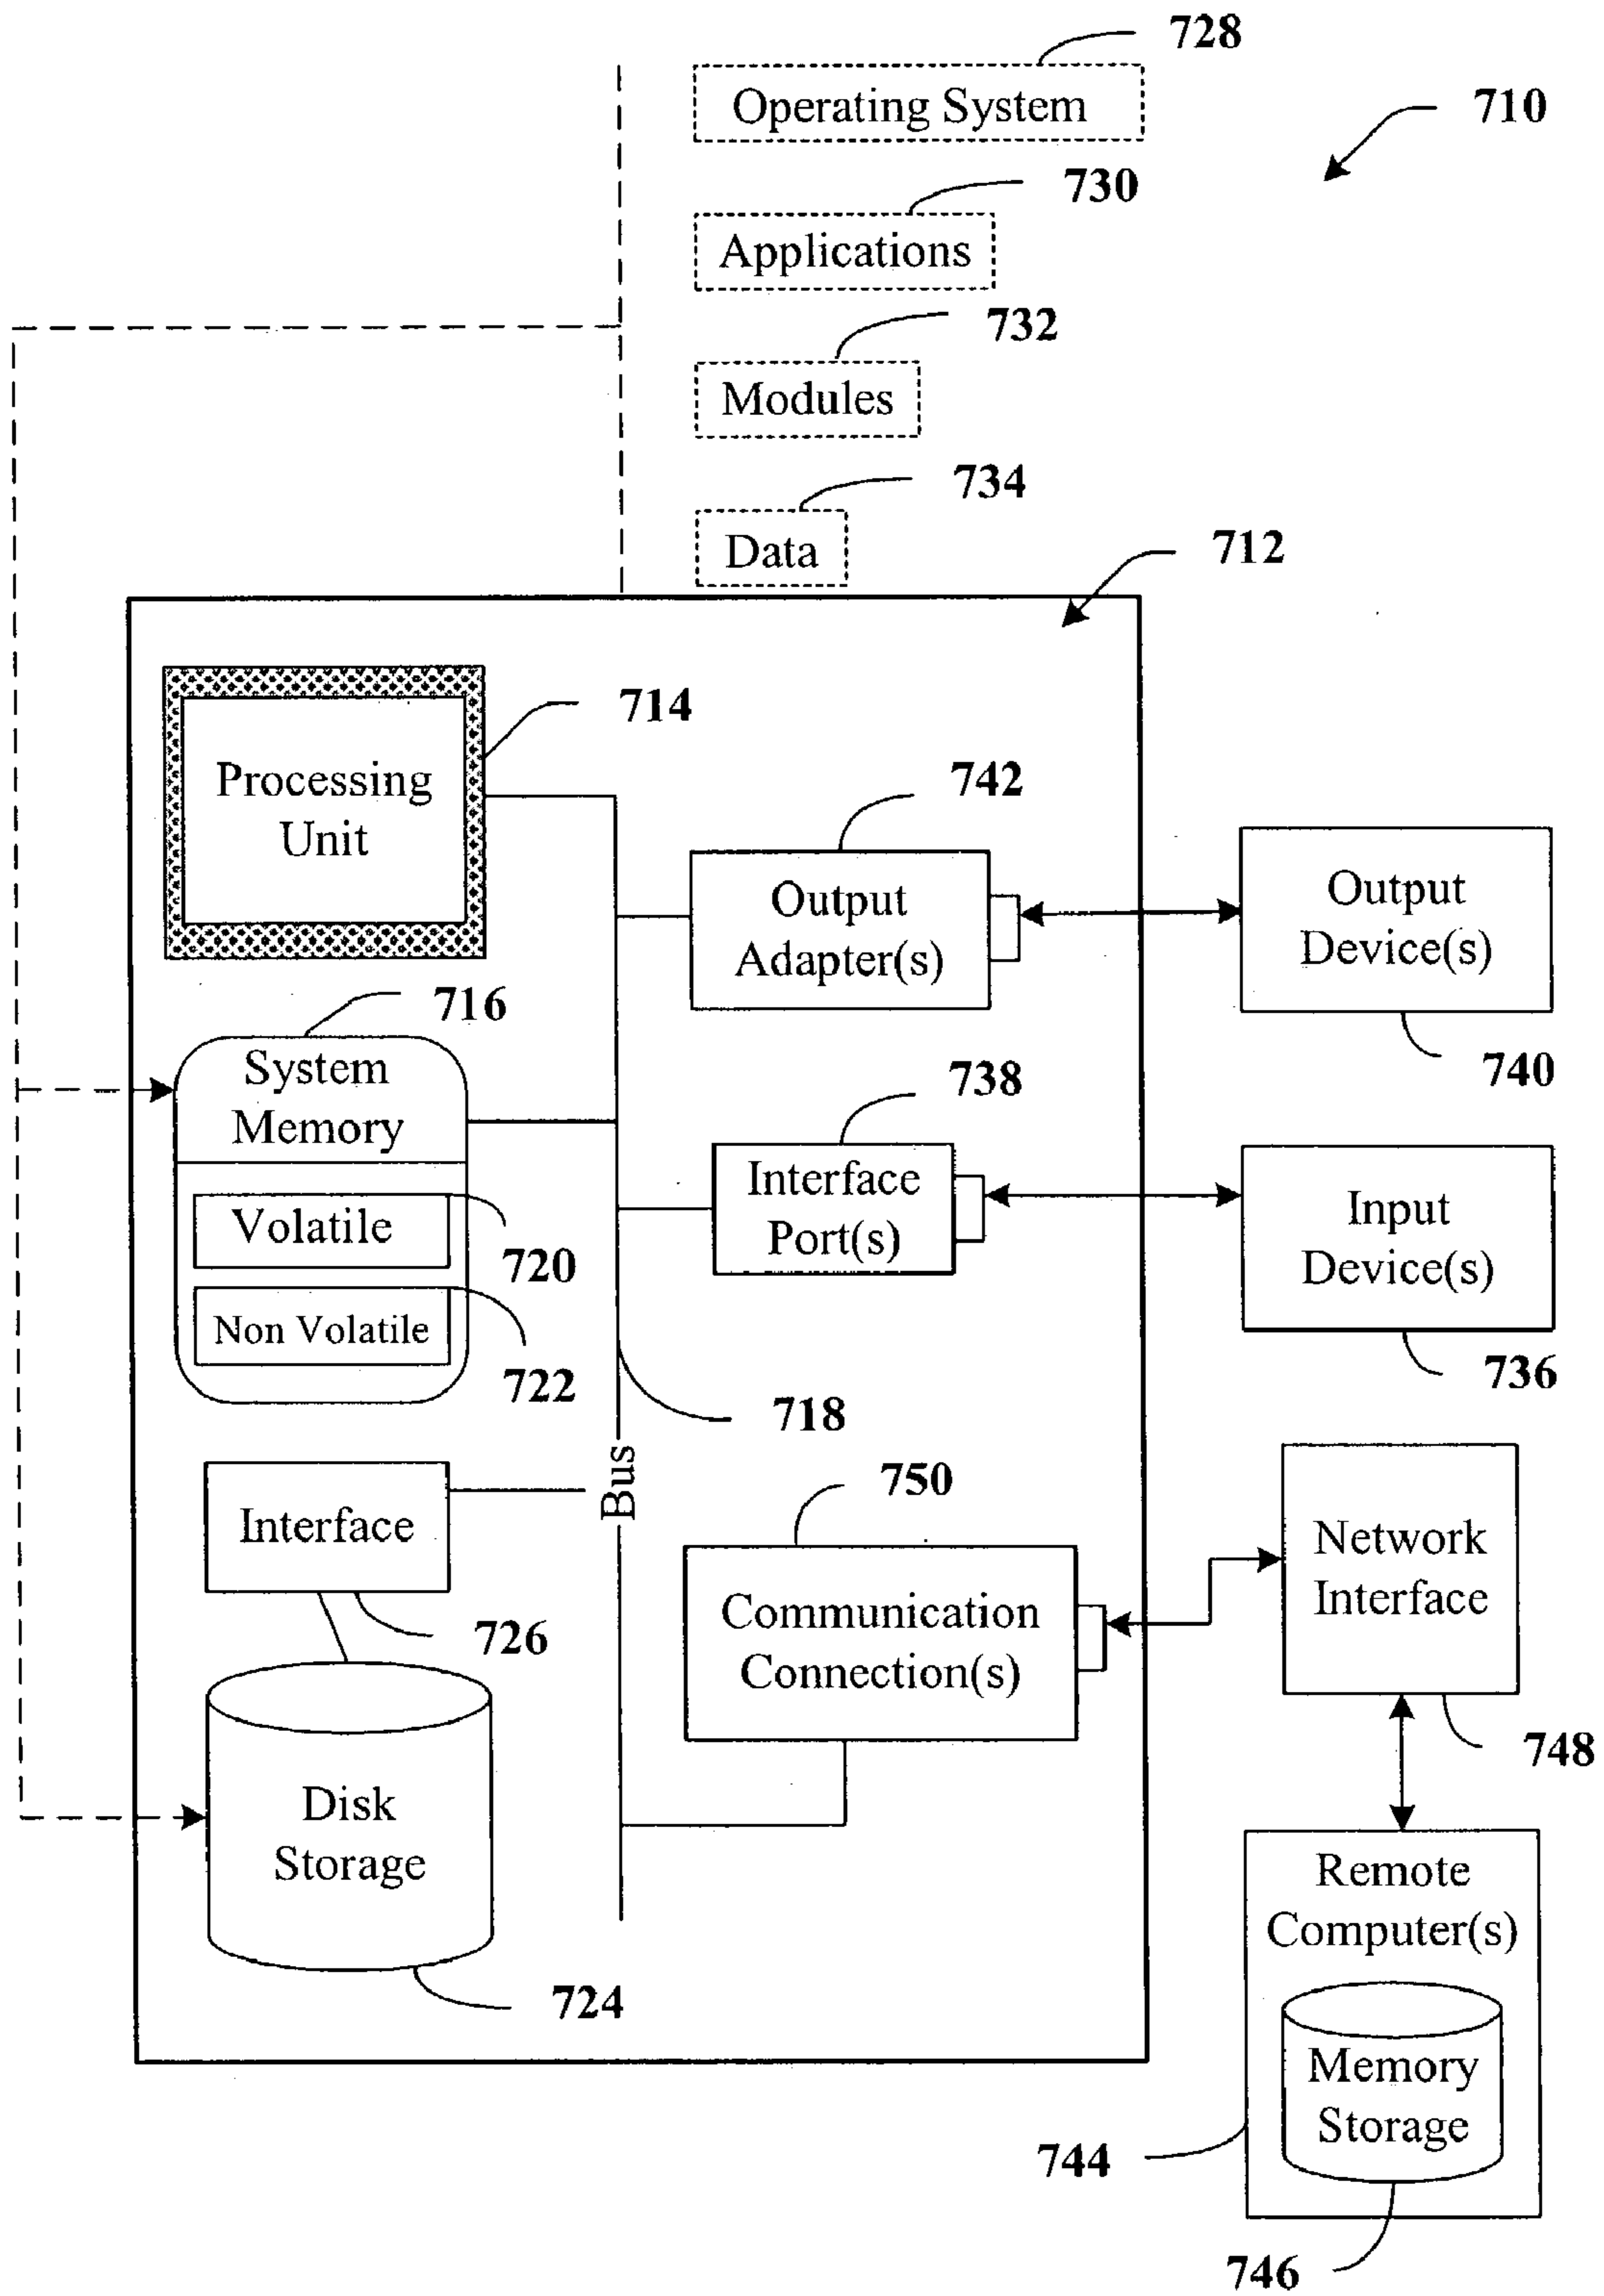 728
Operating System
710
730
Applications
732
Modules
734
Data
712
714
Processing
Unit
742
Output
Adapter(s)
Output
Device(s)
740
716
System
Memory
738
Interface
Port(s)
Input
Device(s)
736
Volatile
720
Non Volatile
722
718
Bus
750
Interface
726
Communication
Connection(s)
Network
Interface
748
Disk
Storage
724
Remote
Computer(s)
Memory
Storage
744
746